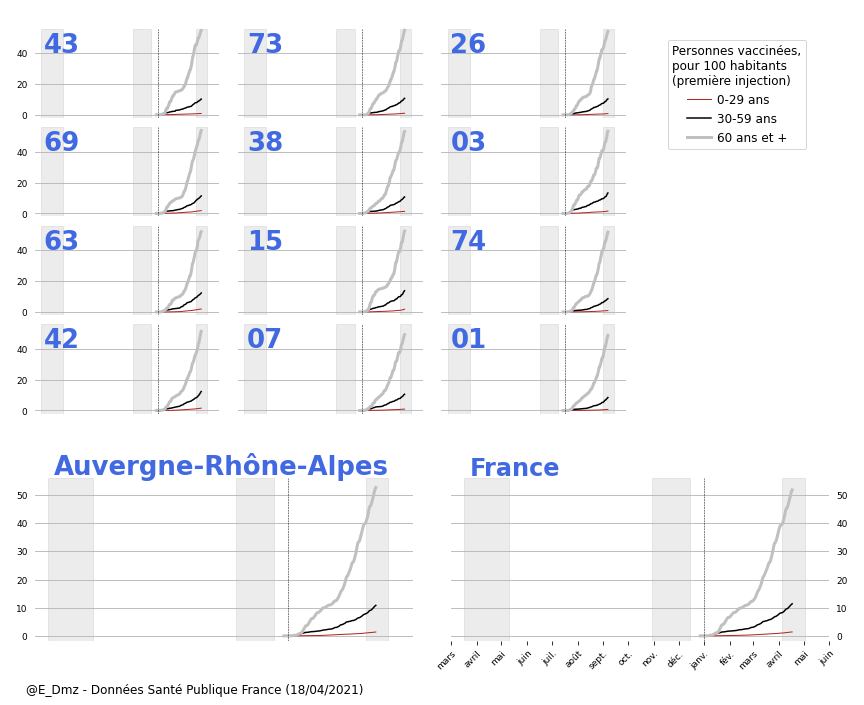 43
73
26
40
20
0
69
38
03
40
20
0
63
15
74
40
20
0
42
07
01
40
20
0
Personnes vaccinées,
pour 100 habitants
(première injection)
0-29 ans
30-59 ans
60 ans et +
Auvergne-Rhône-Alpes
50
40
30
20
10
0
France
50
40
30
20
10
0
mars
avril
mai
juin
juil.
août
sept.
oct.
nov.
déc.
janv.
fév.
mars
avril
mai
juin
@E_Dmz - Données Santé Publique France (18/04/2021)